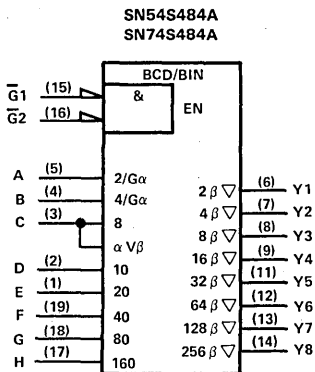 SN54S484A
SN74S484A
BCD/BIN
G̅1 (15) & EN
G̅2 (16)
A (5) 2/Gα 2β ▽ (6) Y1
B (4) 4/Gα 4β ▽ (7) Y2
C (3) 8 8β ▽ (8) Y3
α Vβ 16β ▽ (9) Y4
D (2) 10 32β ▽ (11) Y5
E (1) 20 64β ▽ (12) Y6
F (19) 40 128β ▽ (13) Y7
G (18) 80 256β ▽ (14) Y8
H (17) 160